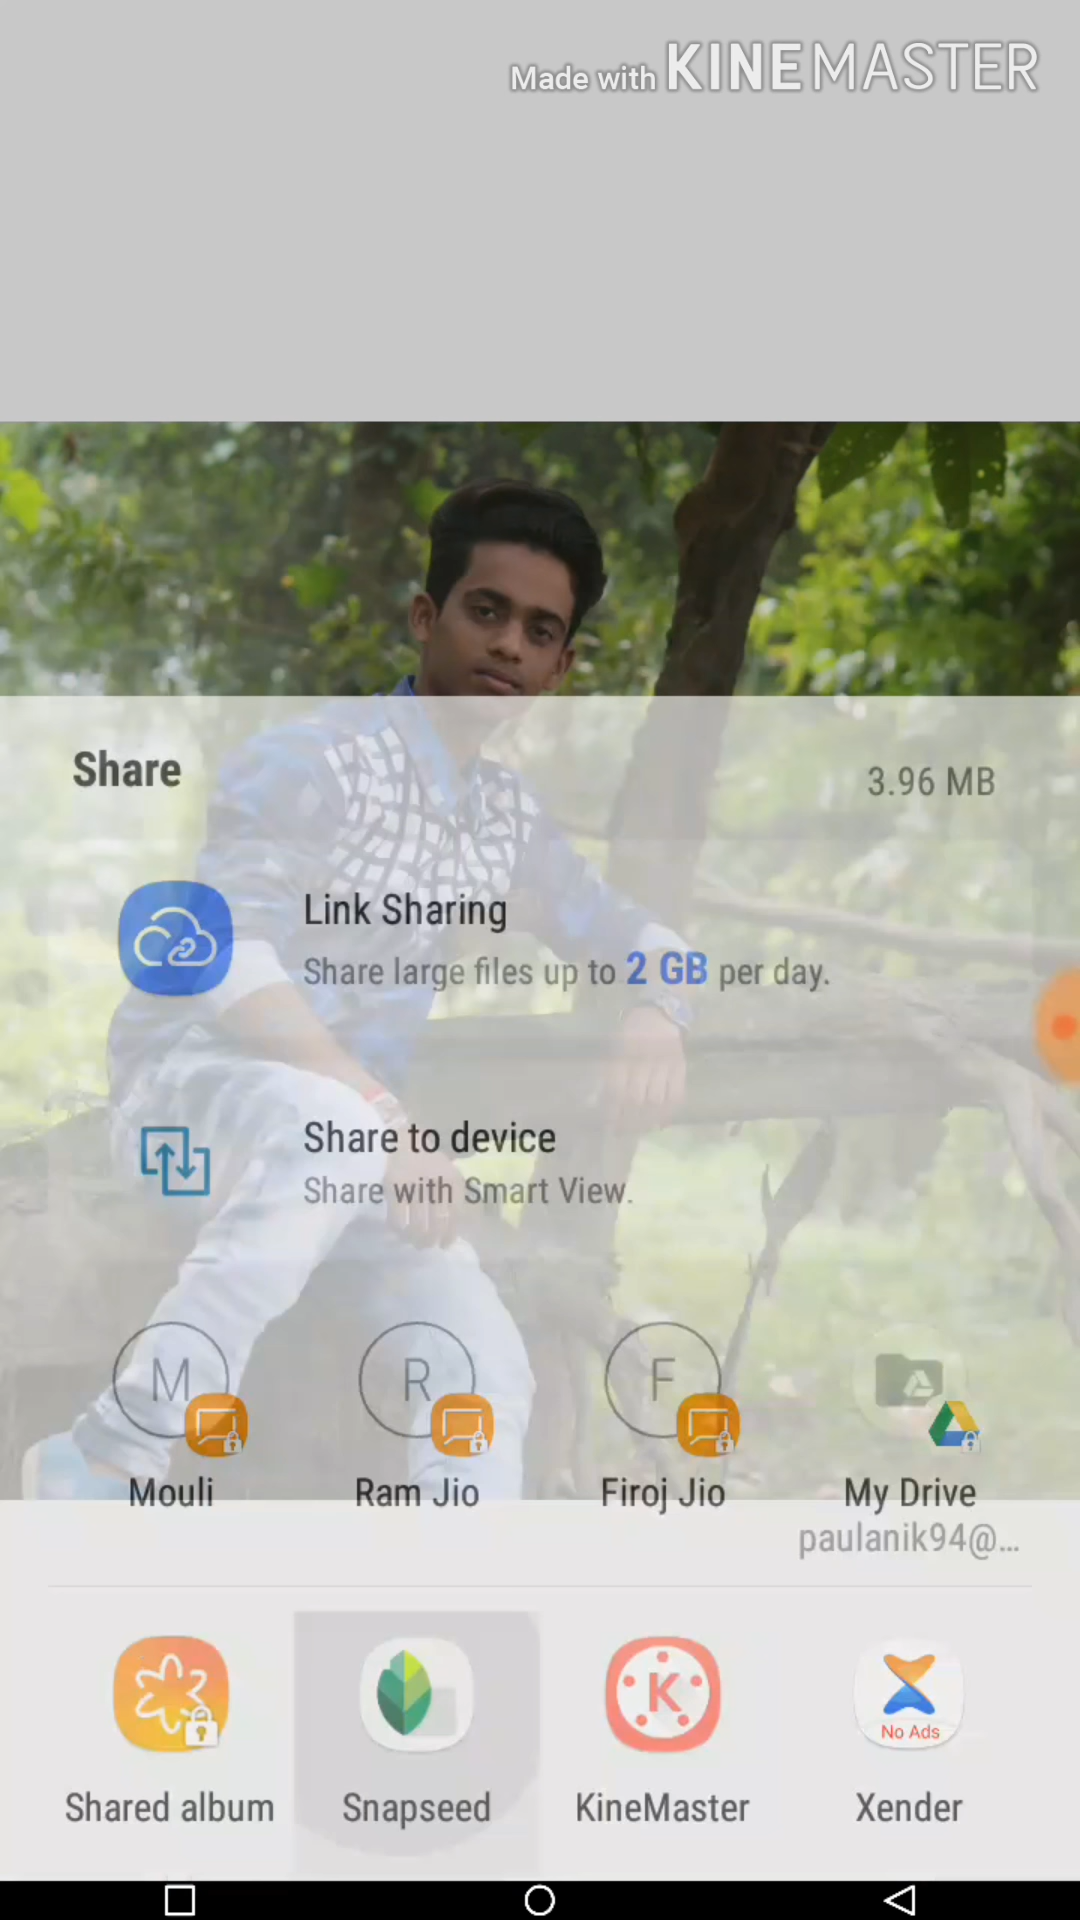 Made with KINEMASTER
Share
3.96 MB
Link Sharing
Share large files up to 2 GB per day.
Share to device
Share with Smart View.
M
R
F
Mouli
Ram Jio
Firoj Jio
My Drive
paulanik94@...
K
No Ads
Shared album
Snapseed
KineMaster
Xender